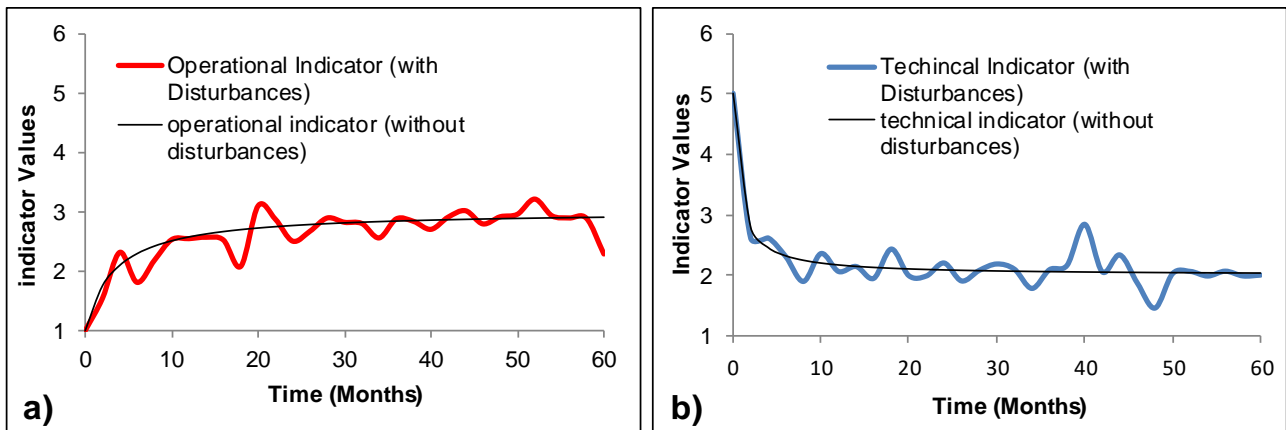 6
5
4
3
2
1
indicator Values
Operational Indicator (with
Disturbances)
operational indicator (without
disturbances)
0
10
20
30
40
50
60
Time (Months)
a)
6
5
4
3
2
1
Indicator Values
Techincal Indicator (with
Disturbances)
technical indicator (without
disturbances)
0
10
20
30
40
50
60
Time (Months)
b)